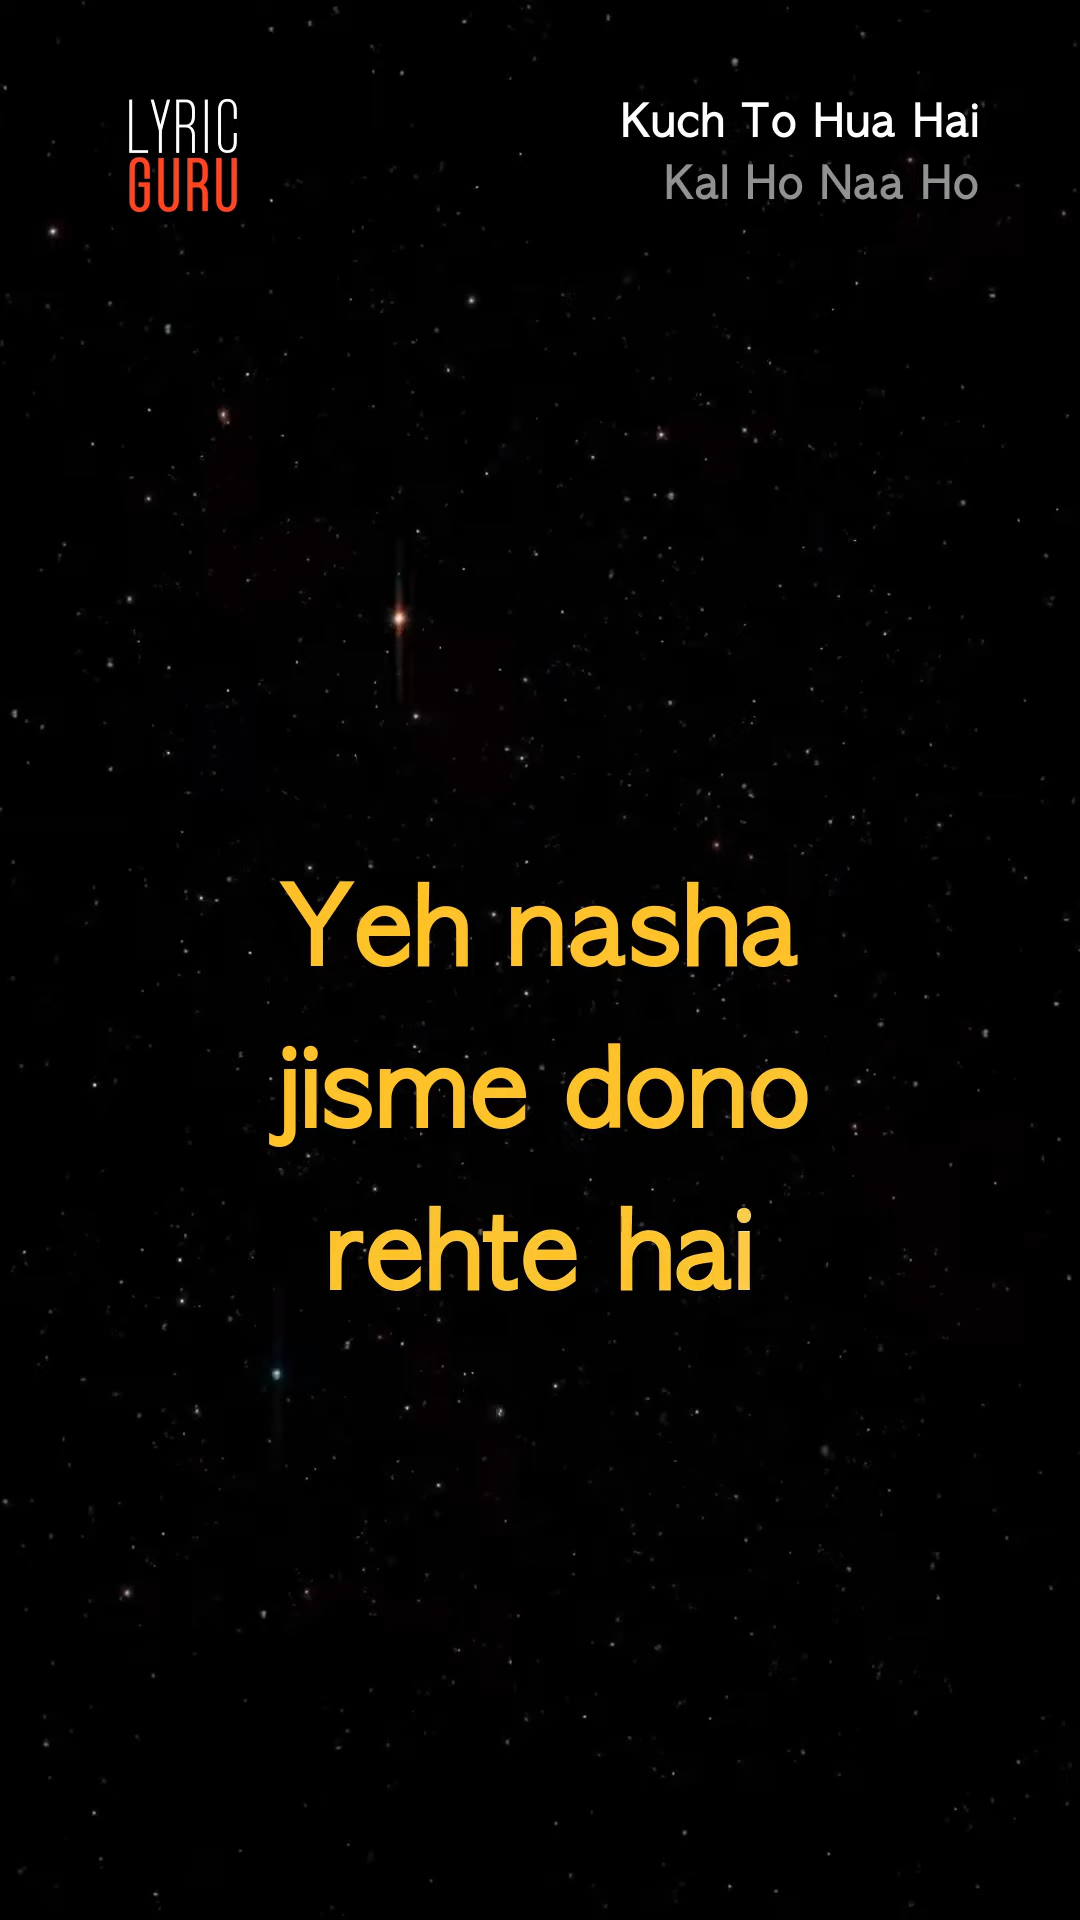 LYRIC
GURU
Kuch To Hua Hai
Kal Ho Naa Ho
Yeh nasha
jisme dono
rehte hai